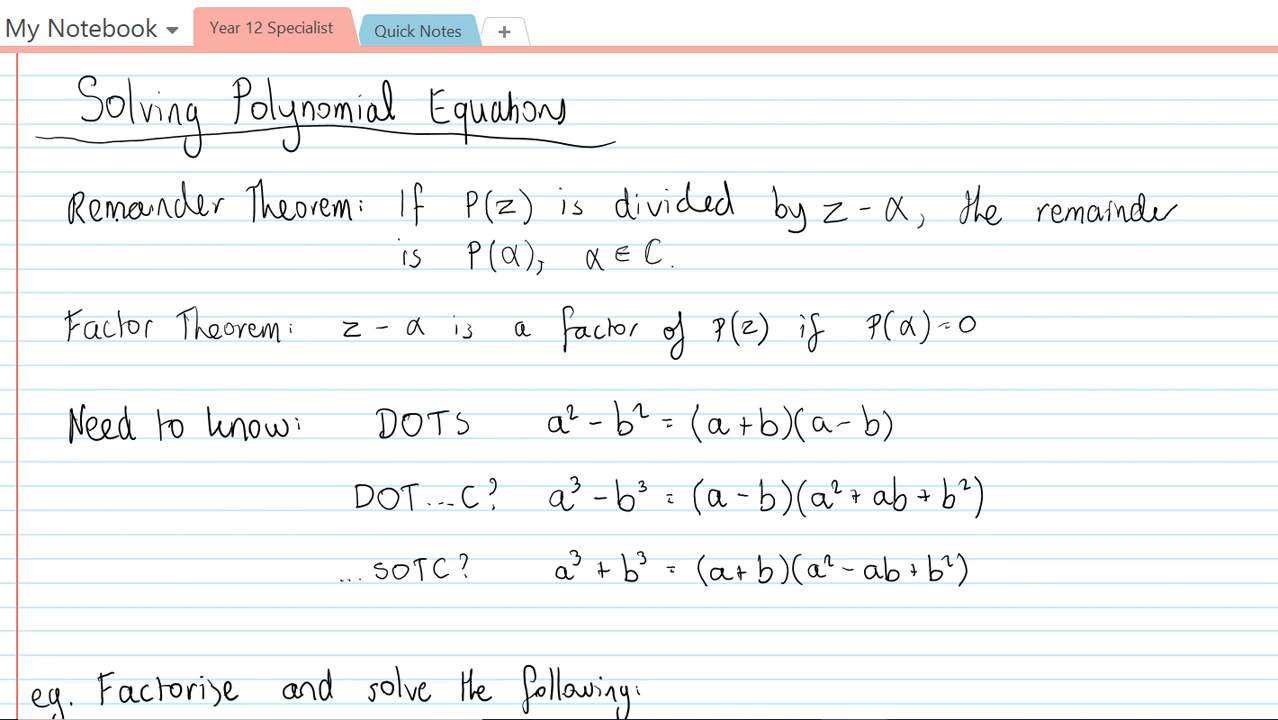 My Notebook Year 12 Specialist Quick Notes +
Solving Polynomial Equations
Remainder Theorem: If P(z) is divided by z - α, the remainder
is P(α), α ∈ C.
Factor Theorem: z - α is a factor of P(z) if P(α) = 0
Need to know: DOTS a² - b² = (a + b)(a - b)
DOT...C? a³ - b³ = (a - b)(a² + ab + b²)
...SOTC? a³ + b³ = (a + b)(a² - ab + b²)
eg. Factorise and solve the following: